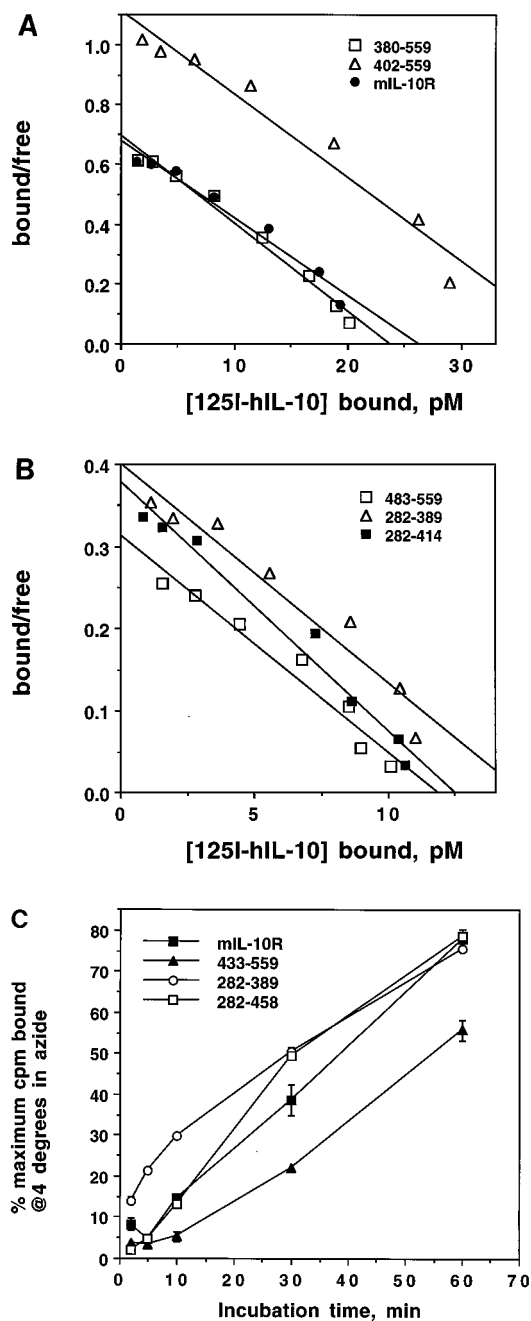 A
380-559
402-559
mIL-10R
bound/free
1.0
0.8
0.6
0.4
0.2
0.0
0 10 20 30
[125I-hIL-10] bound, pM
B
483-559
282-389
282-414
bound/free
0.4
0.3
0.2
0.1
0.0
0 5 10
[125I-hIL-10] bound, pM
C
mIL-10R
433-559
282-389
282-458
% maximum cpm bound
@4 degrees in azide
80
70
60
50
40
30
20
10
0
0 10 20 30 40 50 60 70
Incubation time, min